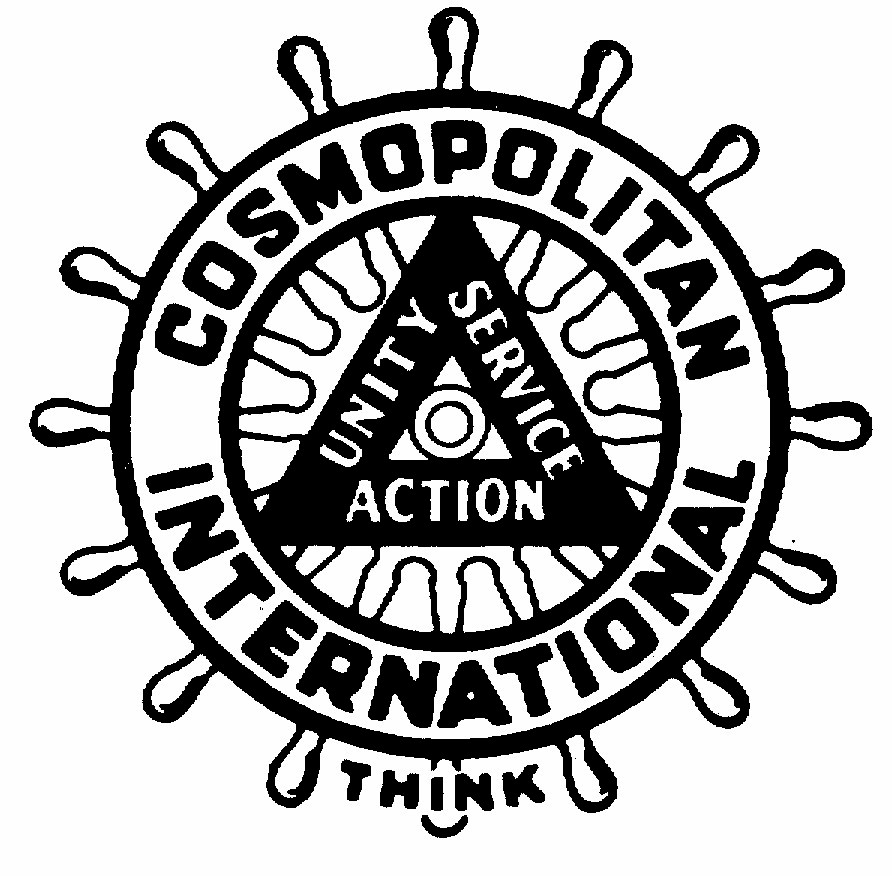 COSMOPOLITAN
UNITY
SERVICE
ACTION
INTERNATIONAL
THINK